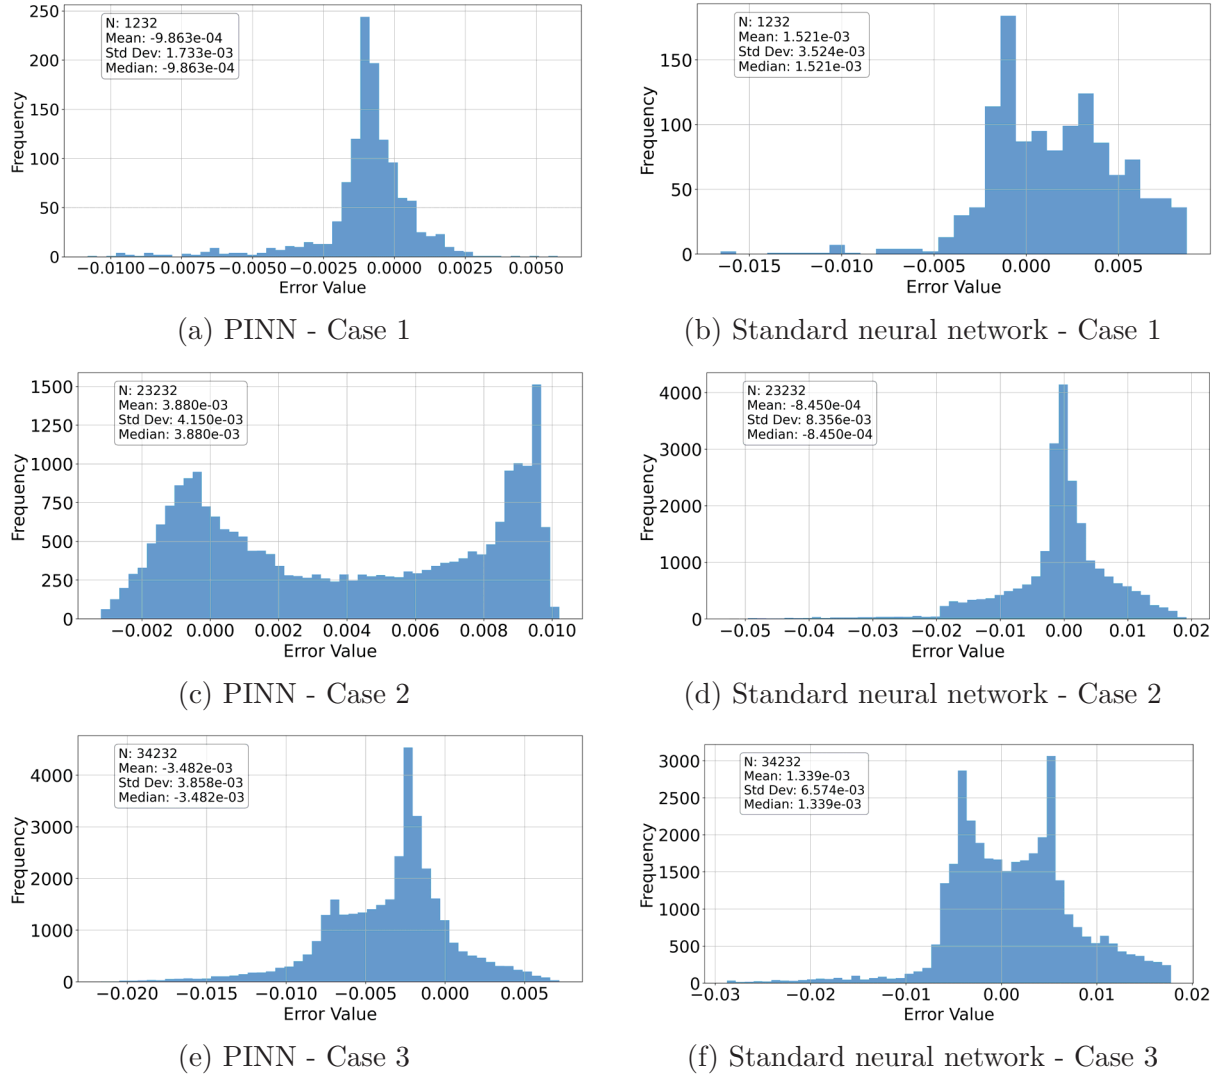 250
200
150
100
50
0
Frequency
N: 1232
Mean: -9.863e-04
Std Dev: 1.733e-03
Median: -9.863e-04
−0.0100−0.0075−0.0050−0.0025 0.0000 0.0025 0.0050
Error Value
(a) PINN - Case 1
150
100
50
0
Frequency
N: 1232
Mean: 1.521e-03
Std Dev: 3.524e-03
Median: 1.521e-03
−0.015 −0.010 −0.005 0.000 0.005
Error Value
(b) Standard neural network - Case 1
1500
1250
1000
750
500
250
0
Frequency
N: 23232
Mean: 3.880e-03
Std Dev: 4.150e-03
Median: 3.880e-03
−0.002 0.000 0.002 0.004 0.006 0.008 0.010
Error Value
(c) PINN - Case 2
4000
3000
2000
1000
0
Frequency
N: 23232
Mean: -8.450e-04
Std Dev: 8.356e-03
Median: -8.450e-04
−0.05 −0.04 −0.03 −0.02 −0.01 0.00 0.01 0.02
Error Value
(d) Standard neural network - Case 2
4000
3000
2000
1000
0
Frequency
N: 34232
Mean: -3.482e-03
Std Dev: 3.858e-03
Median: -3.482e-03
−0.020 −0.015 −0.010 −0.005 0.000 0.005
Error Value
(e) PINN - Case 3
3000
2500
2000
1500
1000
500
0
Frequency
N: 34232
Mean: 1.339e-03
Std Dev: 6.574e-03
Median: 1.339e-03
−0.03 −0.02 −0.01 0.00 0.01 0.02
Error Value
(f) Standard neural network - Case 3